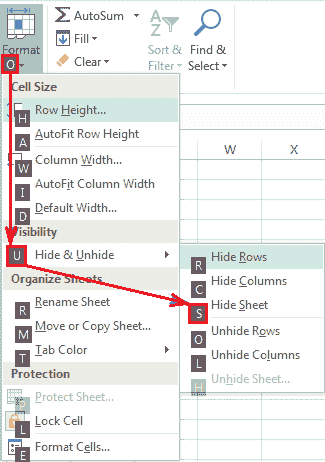 Format
AutoSum
Fill
Clear
A
Z
Sort &
Filter
Find &
Select
O
Cell Size
Row Height...
H
AutoFit Row Height
A
Column Width...
W
AutoFit Column Width
I
Default Width...
D
Visibility
Hide & Unhide
U
Organize Sheets
Rename Sheet
R
Move or Copy Sheet...
M
Tab Color
T
Protection
Protect Sheet...
P
Lock Cell
L
Format Cells...
E
W X
Hide Rows
R
Hide Columns
C
Hide Sheet
S
Unhide Rows
O
Unhide Columns
L
Unhide Sheet...
H